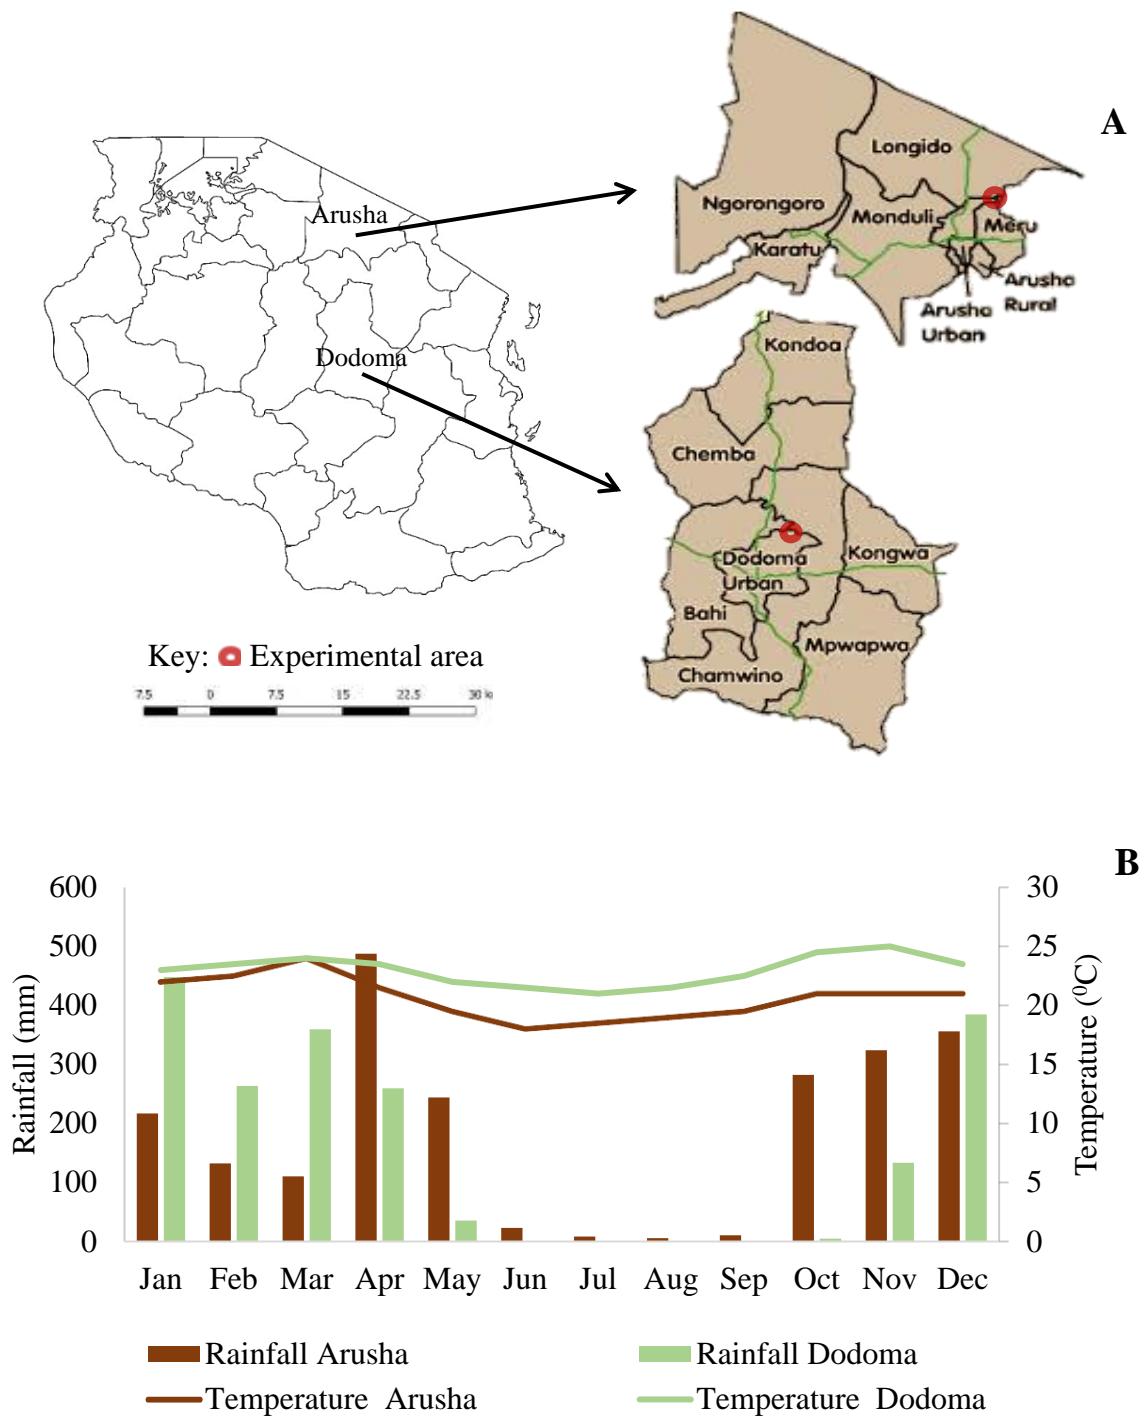 A
Arusha
Longido
Ngorongoro
Monduli
Meru
Karatu
Arusha
Rural
Arusha
Urban
Dodoma
Kondoa
Chemba
Dodoma
Urban
Kongwa
Bahi
Mpwapwa
Chamwino
Key: Experimental area
7.5 0 7.5 15 22.5 30 k
B
600
500
400
300
200
100
0
Rainfall (mm)
30
25
20
15
10
5
0
Temperature (⁰C)
Jan Feb Mar Apr May Jun Jul Aug Sep Oct Nov Dec
Rainfall Arusha
Rainfall Dodoma
Temperature Arusha
Temperature Dodoma